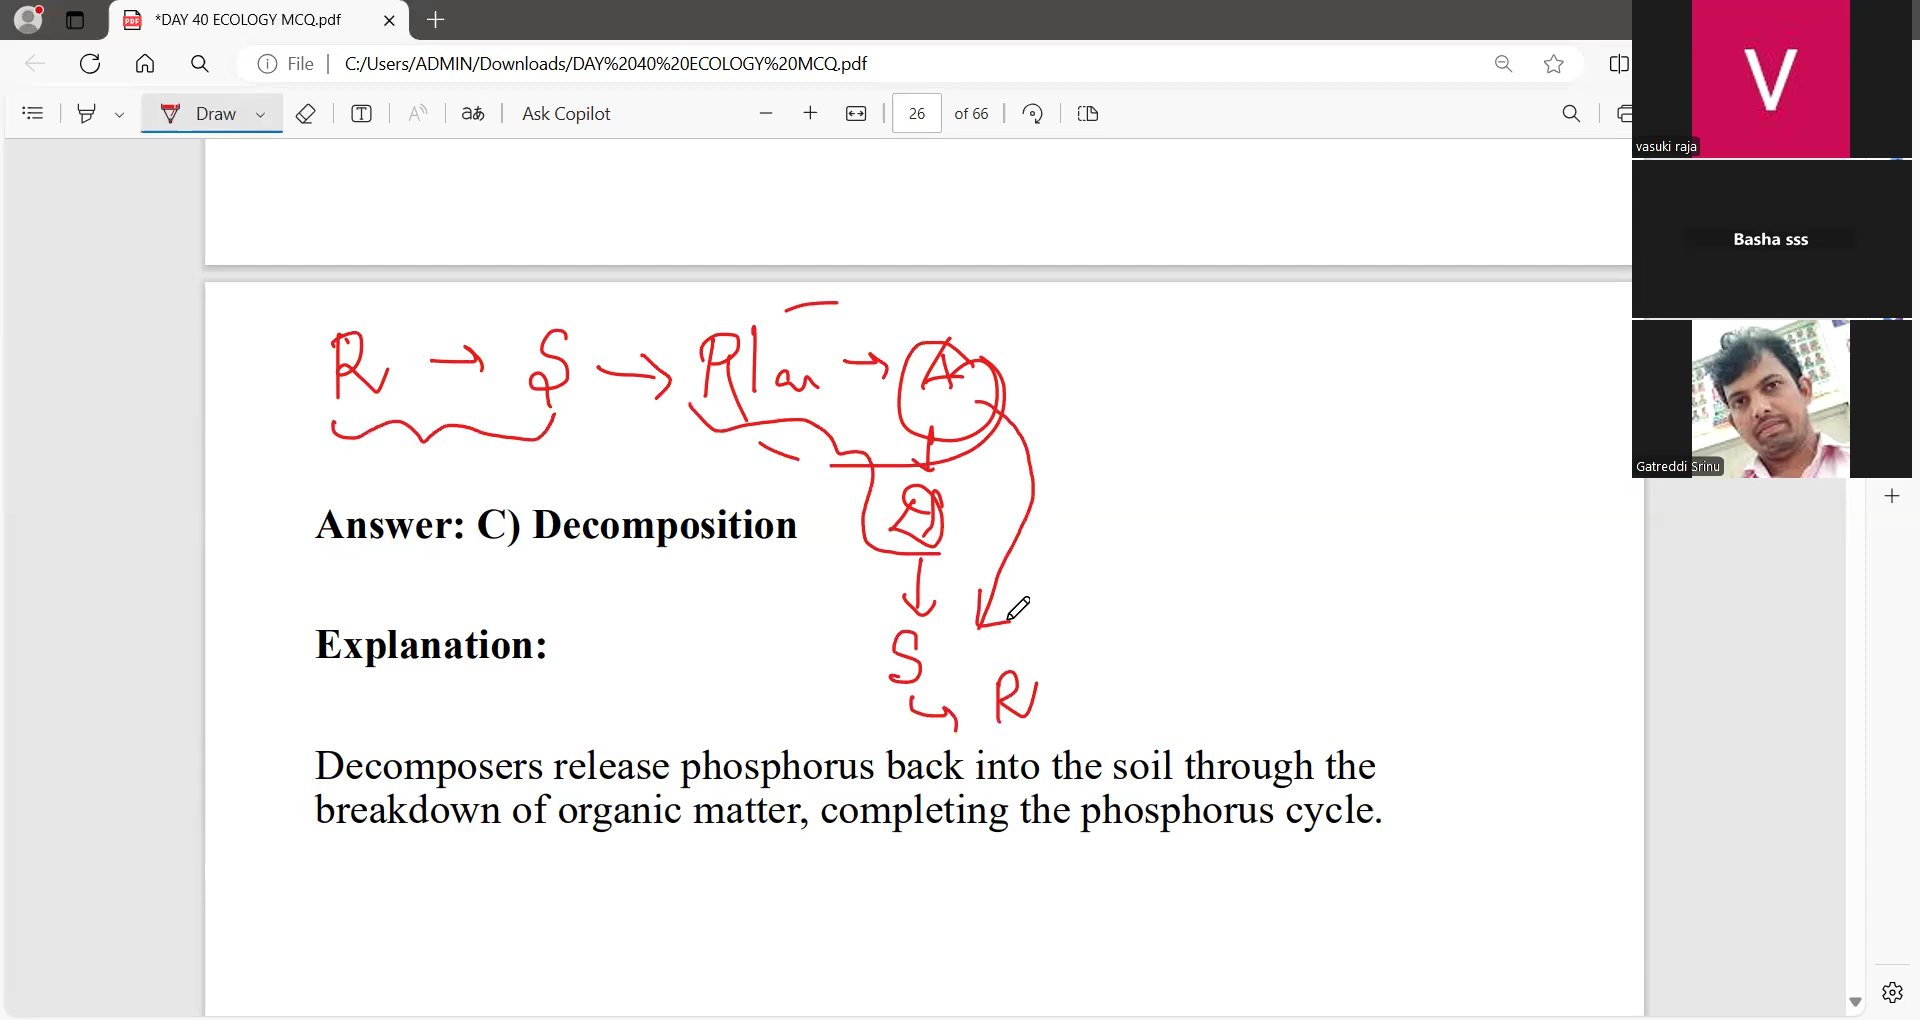 *DAY 40 ECOLOGY MCQ.pdf
File
C:/Users/ADMIN/Downloads/DAY%2040%20ECOLOGY%20MCQ.pdf
Draw
aあ
Ask Copilot
26 of 66
V
vasuki raja
Basha sss
Gatreddi Srinu
R → S → Plan → A
S
R
Answer: C) Decomposition
Explanation:
Decomposers release phosphorus back into the soil through the
breakdown of organic matter, completing the phosphorus cycle.